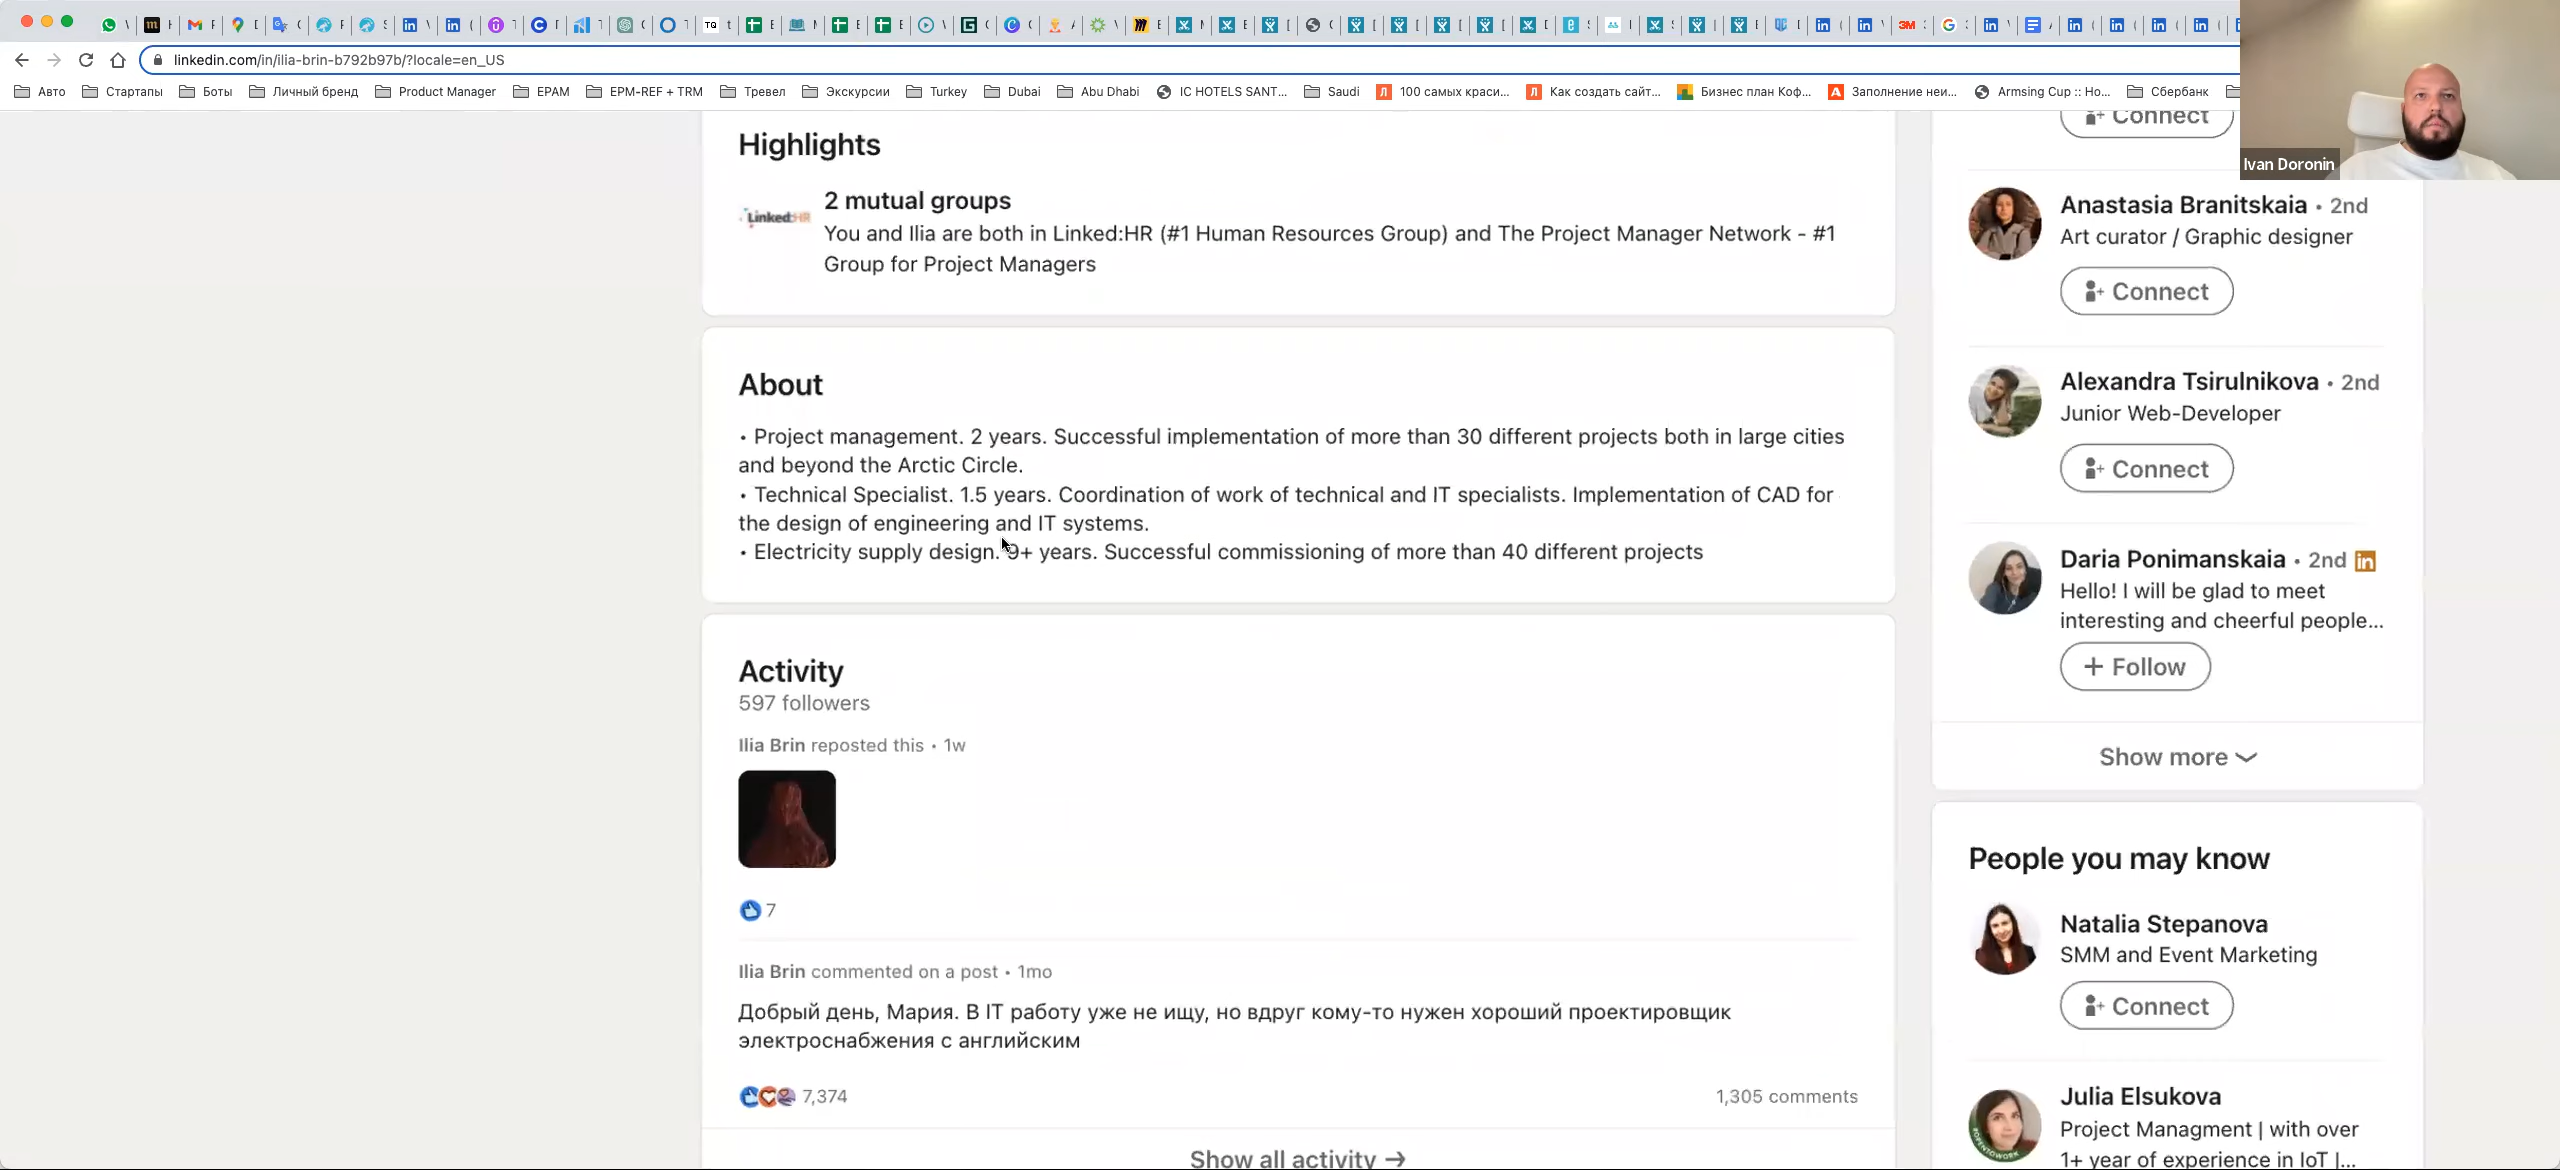 linkedin.com/in/ilia-brin-b792b97b/?locale=en_US
Авто Стартапы Боты Личный бренд Product Manager EPAM EPM-REF + TRM Тревел Экскурсии Turkey Dubai Abu Dhabi IC HOTELS SANT... Saudi 100 самых краси... Как создать сайт... Бизнес план Коф... Заполнение неи... Armsing Cup :: Ho... Сбербанк
Ivan Doronin
Highlights
Linked:HR
2 mutual groups
You and Ilia are both in Linked:HR (#1 Human Resources Group) and The Project Manager Network - #1
Group for Project Managers
About
• Project management. 2 years. Successful implementation of more than 30 different projects both in large cities
and beyond the Arctic Circle.
• Technical Specialist. 1.5 years. Coordination of work of technical and IT specialists. Implementation of CAD for
the design of engineering and IT systems.
• Electricity supply design. 9+ years. Successful commissioning of more than 40 different projects
Activity
597 followers
Ilia Brin reposted this • 1w
7
Ilia Brin commented on a post • 1mo
Добрый день, Мария. В IT работу уже не ищу, но вдруг кому-то нужен хороший проектировщик
электроснабжения с английским
7,374
1,305 comments
Show all activity →
Connect
Anastasia Branitskaia • 2nd
Art curator / Graphic designer
Connect
Alexandra Tsirulnikova • 2nd
Junior Web-Developer
Connect
Daria Ponimanskaia • 2nd
Hello! I will be glad to meet
interesting and cheerful people...
+ Follow
Show more
People you may know
Natalia Stepanova
SMM and Event Marketing
Connect
Julia Elsukova
Project Managment | with over
1+ year of experience in IoT |...